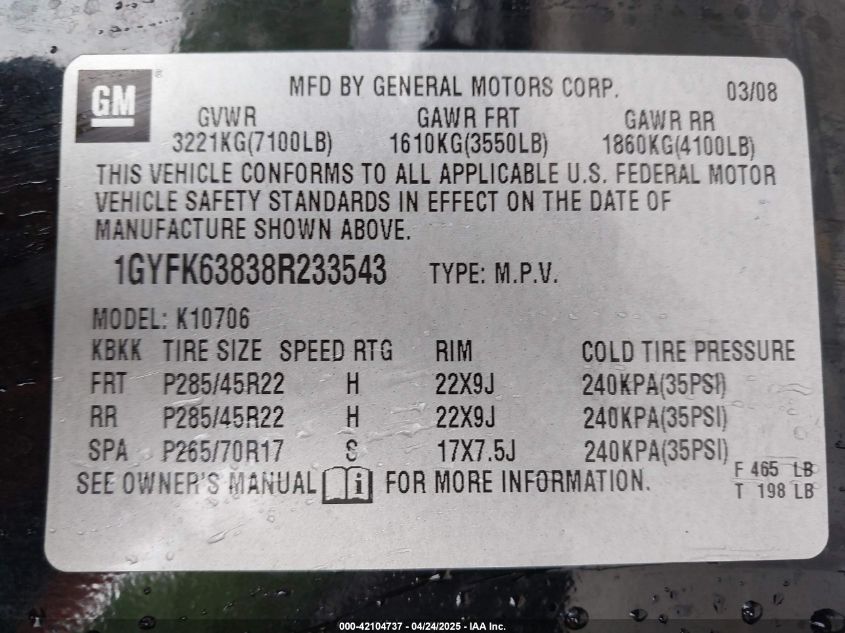 GM
MFD BY GENERAL MOTORS CORP. 03/08
GVWR GAWR FRT GAWR RR
3221KG(7100LB) 1610KG(3550LB) 1860KG(4100LB)
THIS VEHICLE CONFORMS TO ALL APPLICABLE U.S. FEDERAL MOTOR
VEHICLE SAFETY STANDARDS IN EFFECT ON THE DATE OF
MANUFACTURE SHOWN ABOVE.
1GYFK63838R233543 TYPE: M.P.V.
MODEL: K10706
KBKK TIRE SIZE SPEED RTG RIM COLD TIRE PRESSURE
FRT P285/45R22 H 22X9J 240KPA(35PSI)
RR P285/45R22 H 22X9J 240KPA(35PSI)
SPA P265/70R17 S 17X7.5J 240KPA(35PSI)
SEE OWNER'S MANUAL i FOR MORE INFORMATION.
F 465 LB
T 198 LB
000-42104737 - 04/24/2025 - IAA Inc.